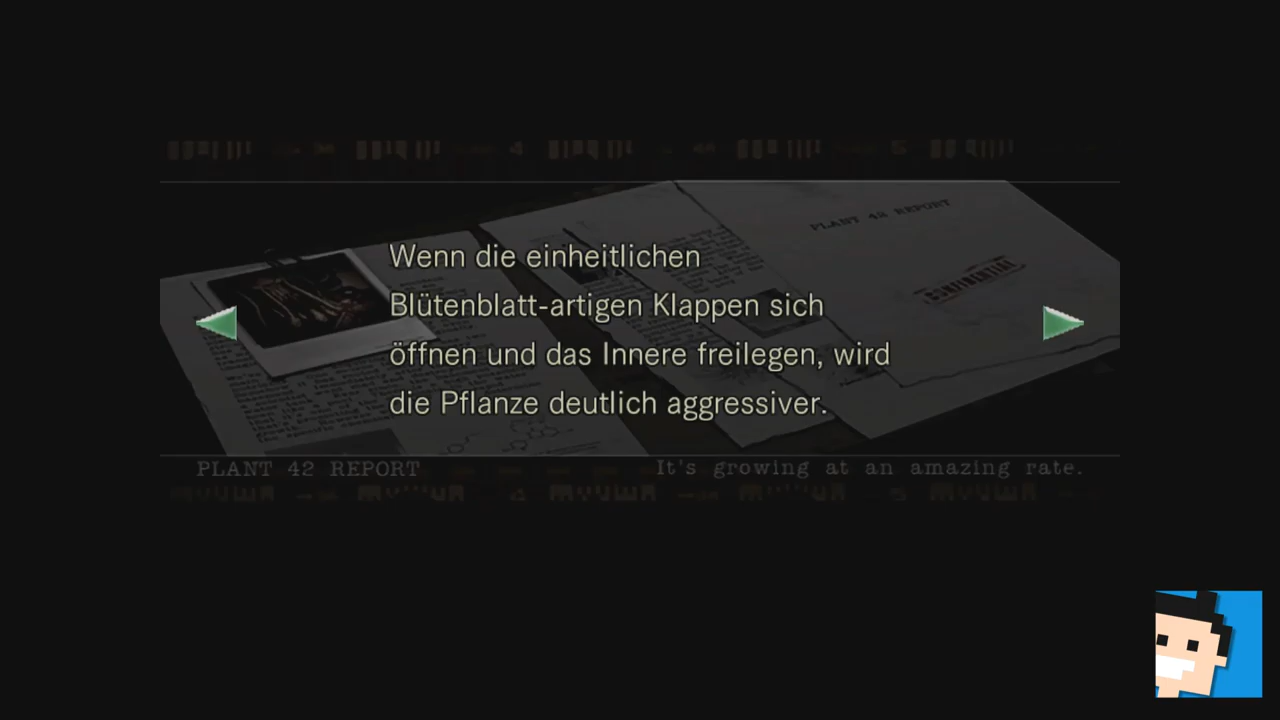 PLANT 42 REPORT
CONFIDENTIAL
Wenn die einheitlichen
Blütenblatt-artigen Klappen sich
öffnen und das Innere freilegen, wird
die Pflanze deutlich aggressiver.
PLANT 42 REPORT
It's growing at an amazing rate.